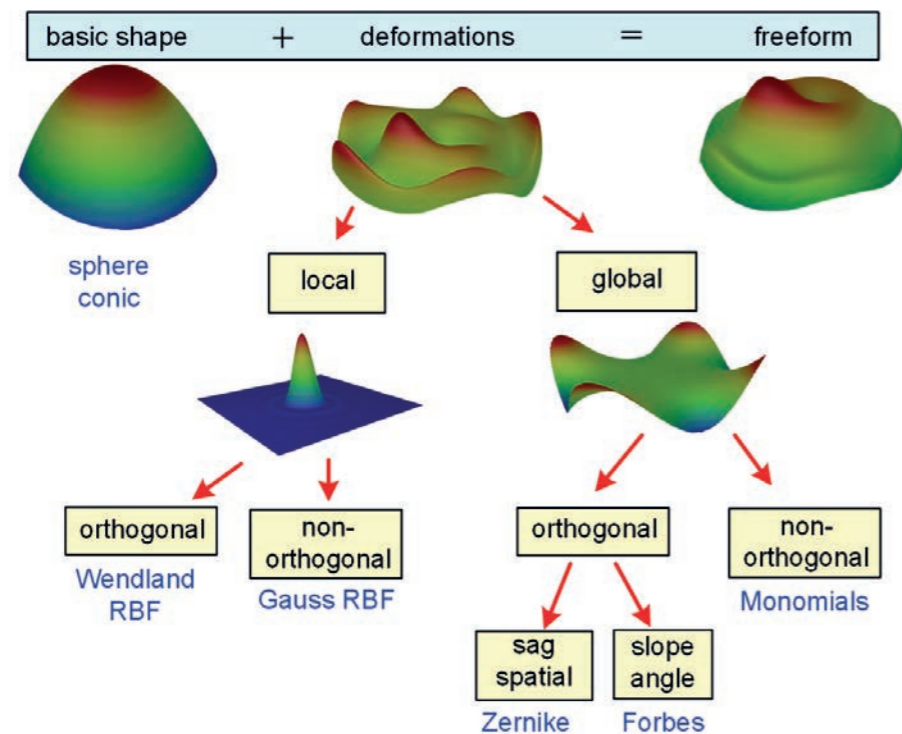 basic shape + deformations = freeform
sphere
conic
local
global
orthogonal
Wendland
RBF
non-
orthogonal
Gauss RBF
orthogonal
non-
orthogonal
Monomials
sag
spatial
Zernike
slope
angle
Forbes